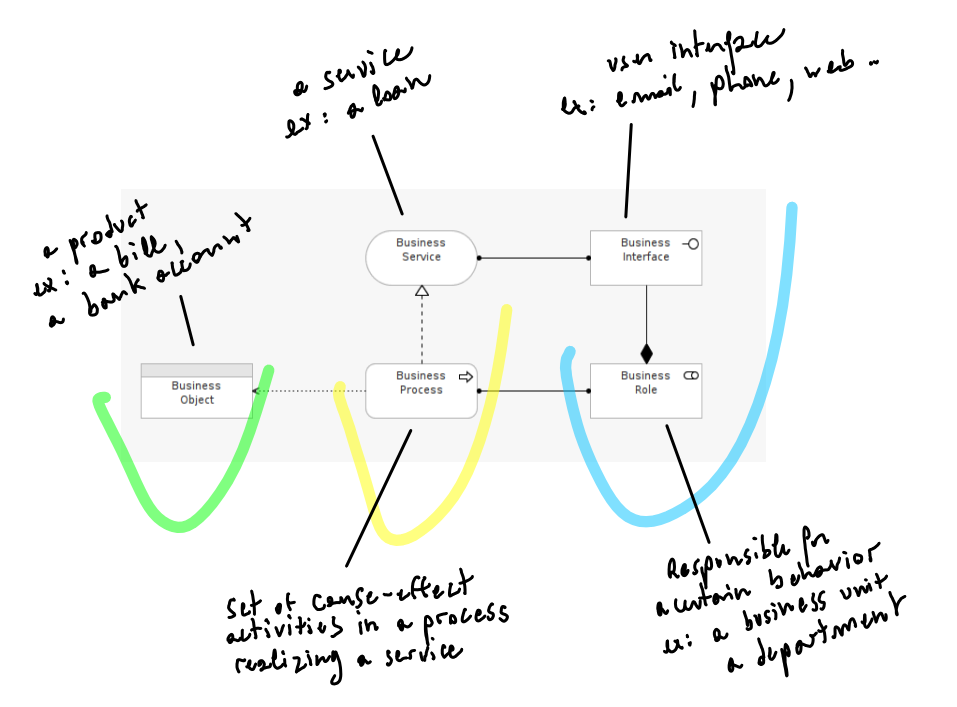 a service
ex: a loan
user interface
ex: email, phone, web ..
a product
ex: a bill,
a bank account
Business
Service
Business
Interface
Business
Object
Business
Process
Business
Role
set of cause-effect
activities in a process
realizing a service
Responsible for
a certain behavior
ex: a business unit
a department